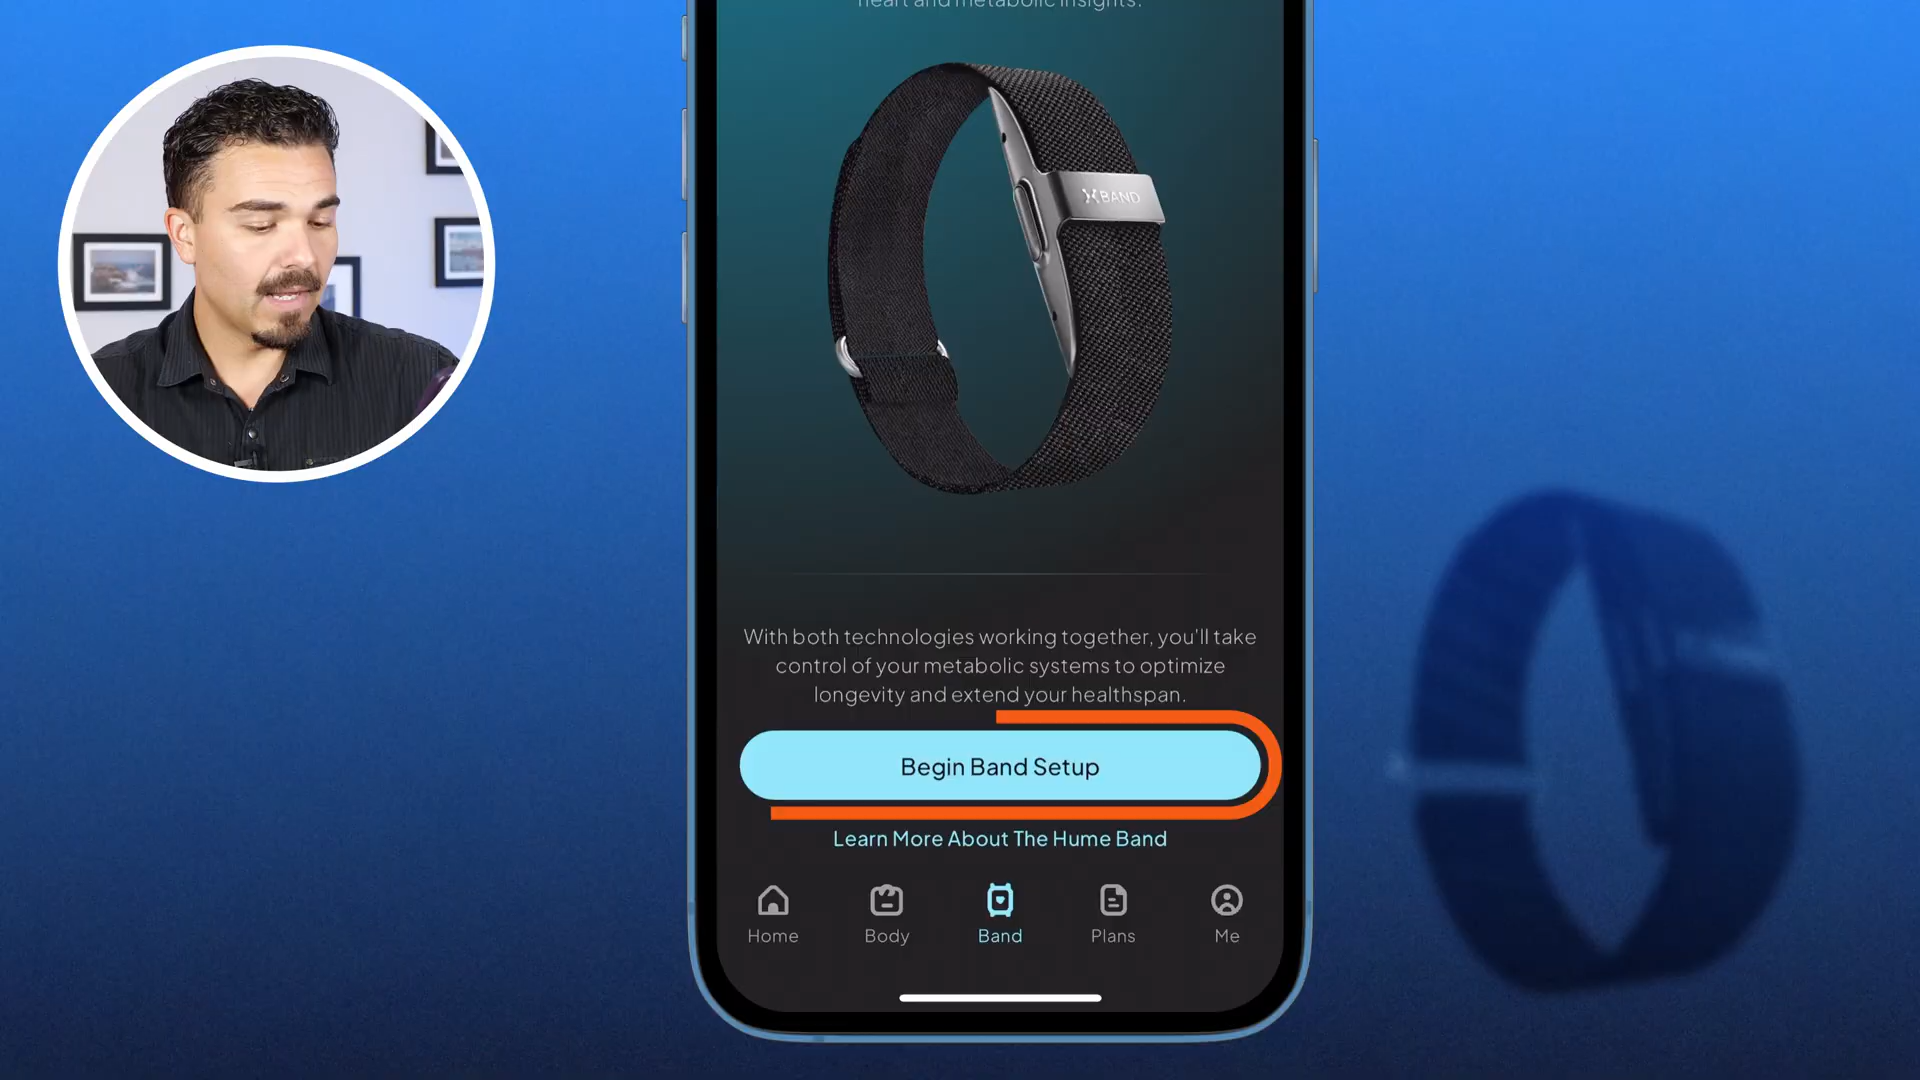 heart and metabolic insights.
BAND
With both technologies working together, you'll take
control of your metabolic systems to optimize
longevity and extend your healthspan.
Begin Band Setup
Learn More About The Hume Band
Home
Body
Band
Plans
Me